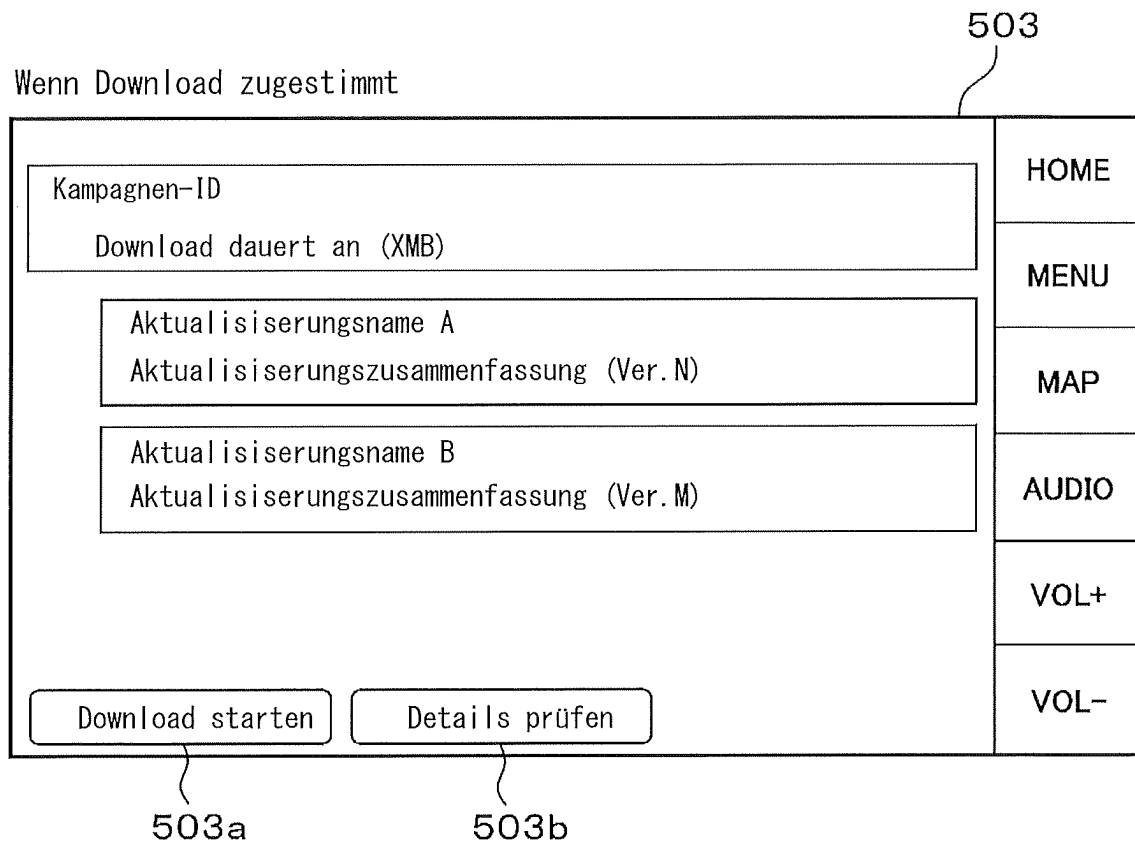 503
Wenn Download zugestimmt
Kampagnen-ID
Download dauert an (XMB)
Aktualisiserungsname A
Aktualisiserungszusammenfassung (Ver.N)
Aktualisiserungsname B
Aktualisiserungszusammenfassung (Ver.M)
Download starten
Details prüfen
HOME
MENU
MAP
AUDIO
VOL+
VOL-
503a
503b